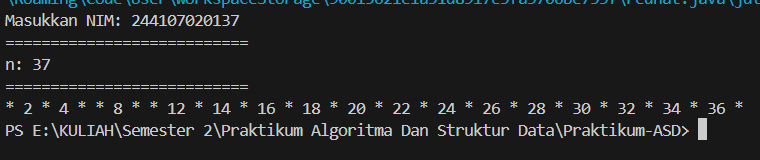 Masukkan NIM: 244107020137
===========================
n: 37
===========================
* 2 * 4 * * 8 * * 12 * 14 * 16 * 18 * 20 * 22 * 24 * 26 * 28 * 30 * 32 * 34 * 36 *
PS E:\KULIAH\Semester 2\Praktikum Algoritma Dan Struktur Data\Praktikum-ASD>